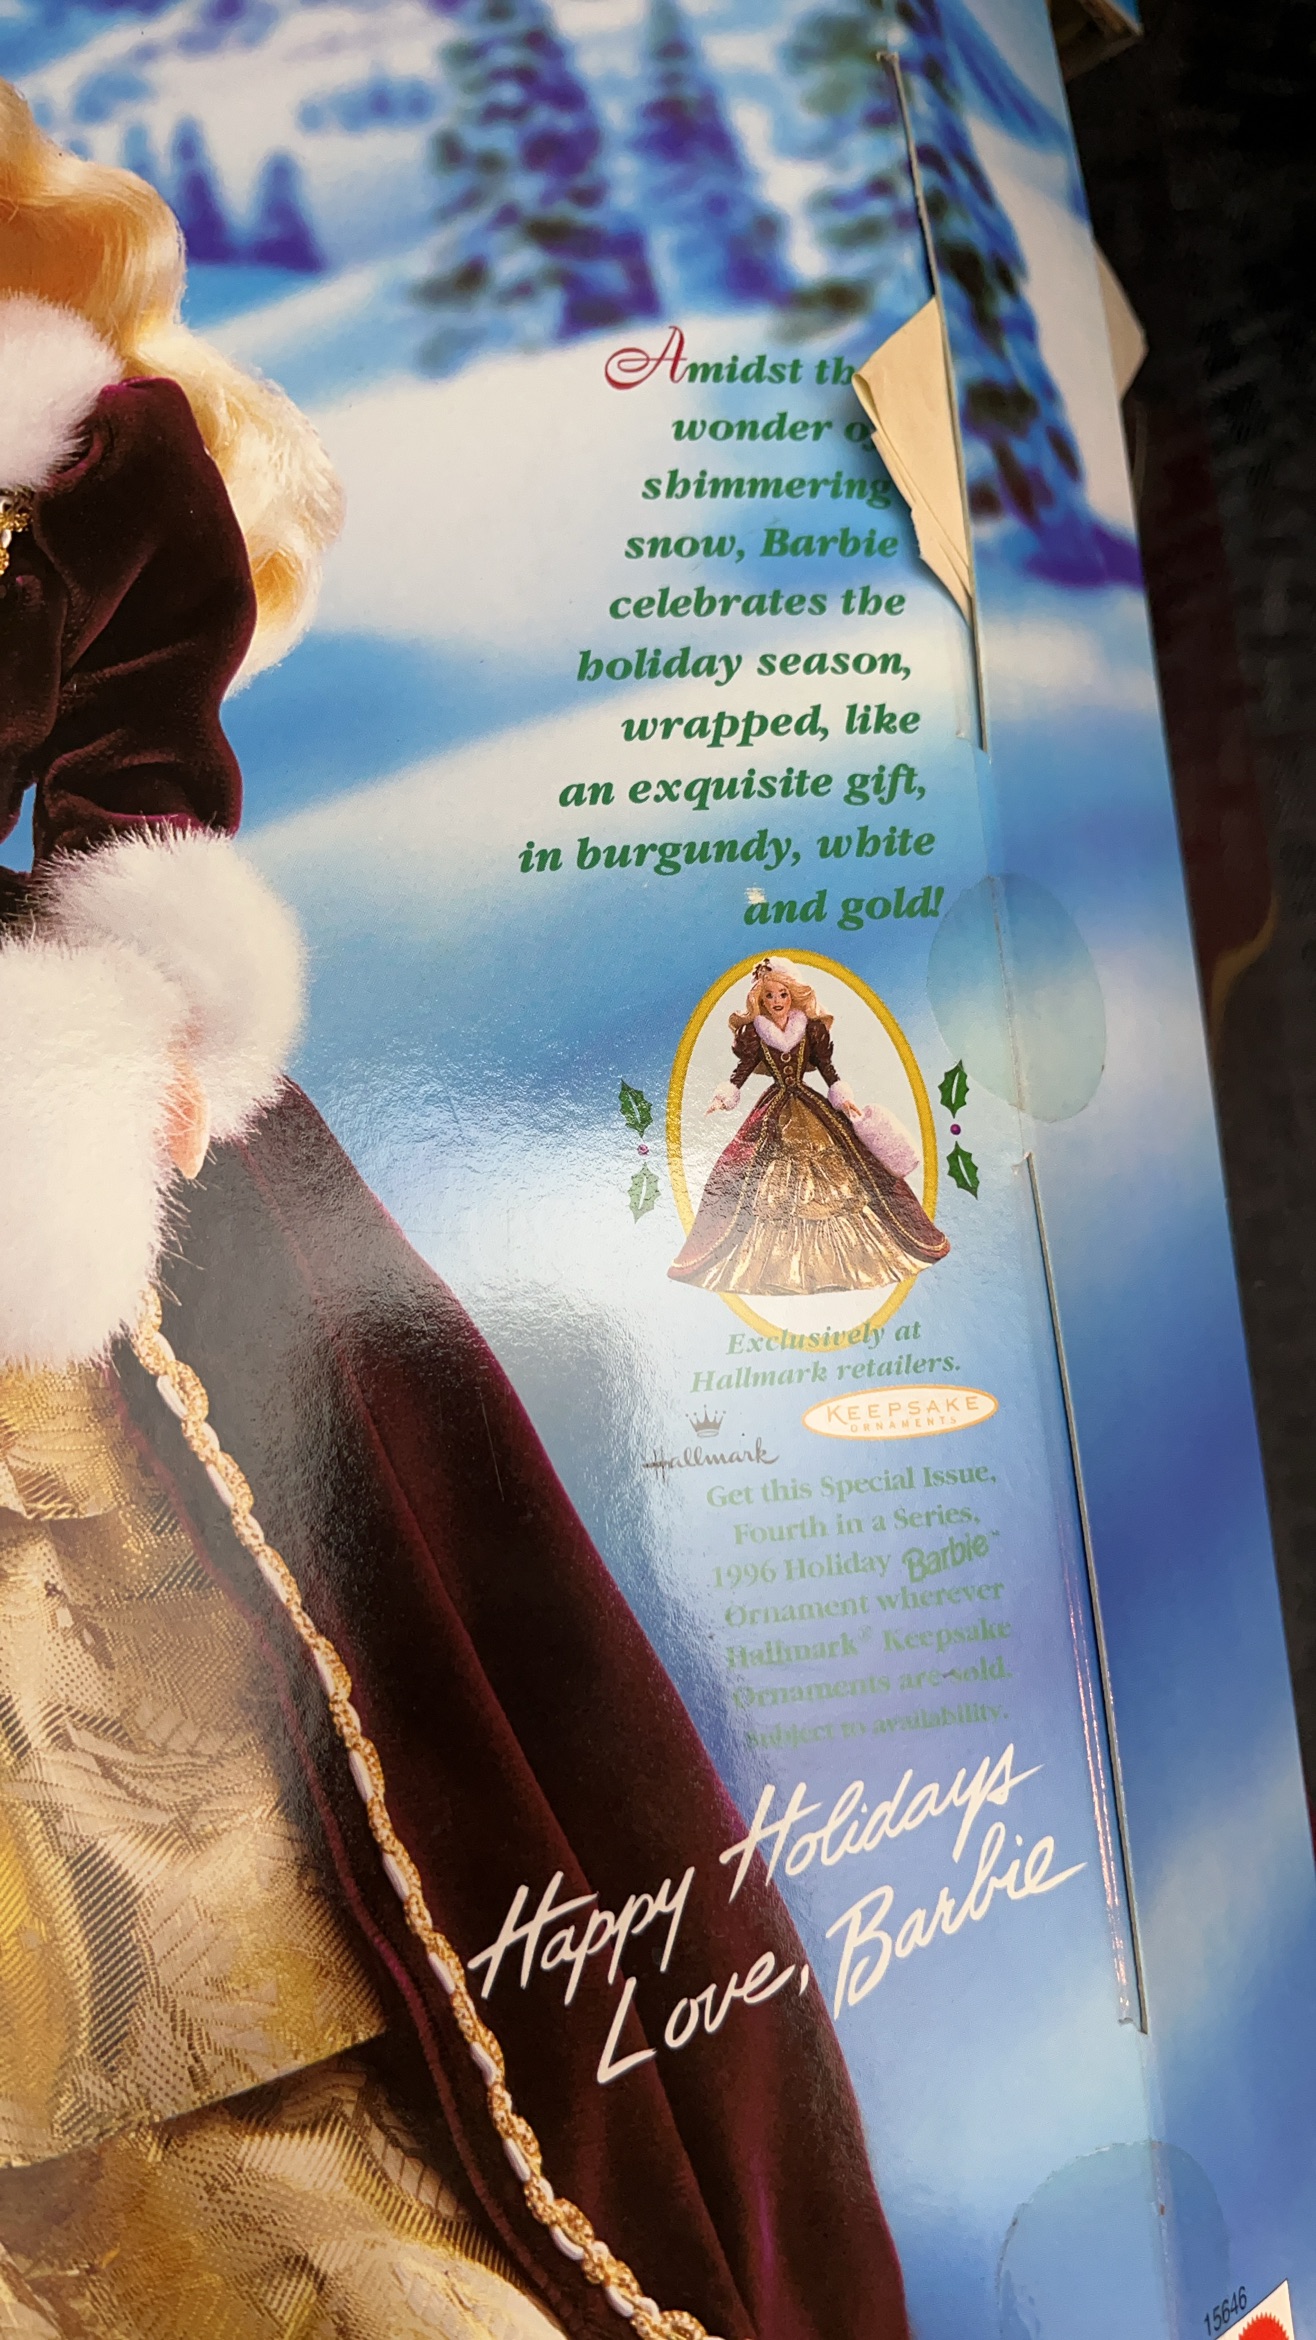 Amidst th
wonder o
shimmering
snow, Barbie
celebrates the
holiday season,
wrapped, like
an exquisite gift,
in burgundy, white
and gold!
Exclusively at
Hallmark retailers.
KEEPSAKE
ORNAMENTS
Hallmark
Get this Special Issue,
Fourth in a Series,
1996 Holiday Barbie™
Ornament wherever
Hallmark® Keepsake
Ornaments are sold.
Subject to availability.
Happy Holidays
Love, Barbie
15646